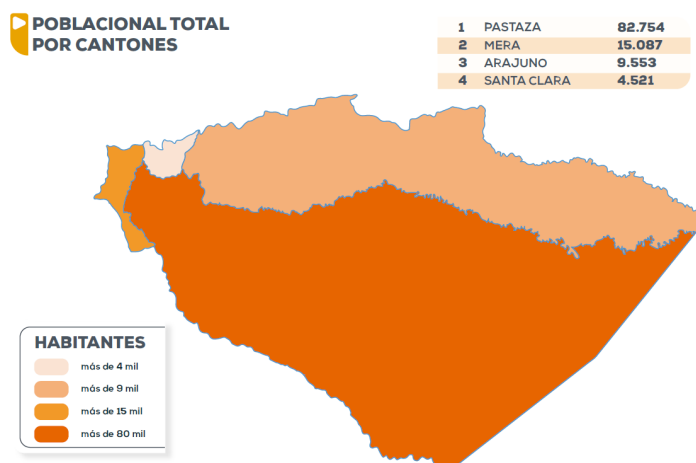 POBLACIONAL TOTAL
POR CANTONES
1 PASTAZA 82.754
2 MERA 15.087
3 ARAJUNO 9.553
4 SANTA CLARA 4.521
HABITANTES
más de 4 mil
más de 9 mil
más de 15 mil
más de 80 mil